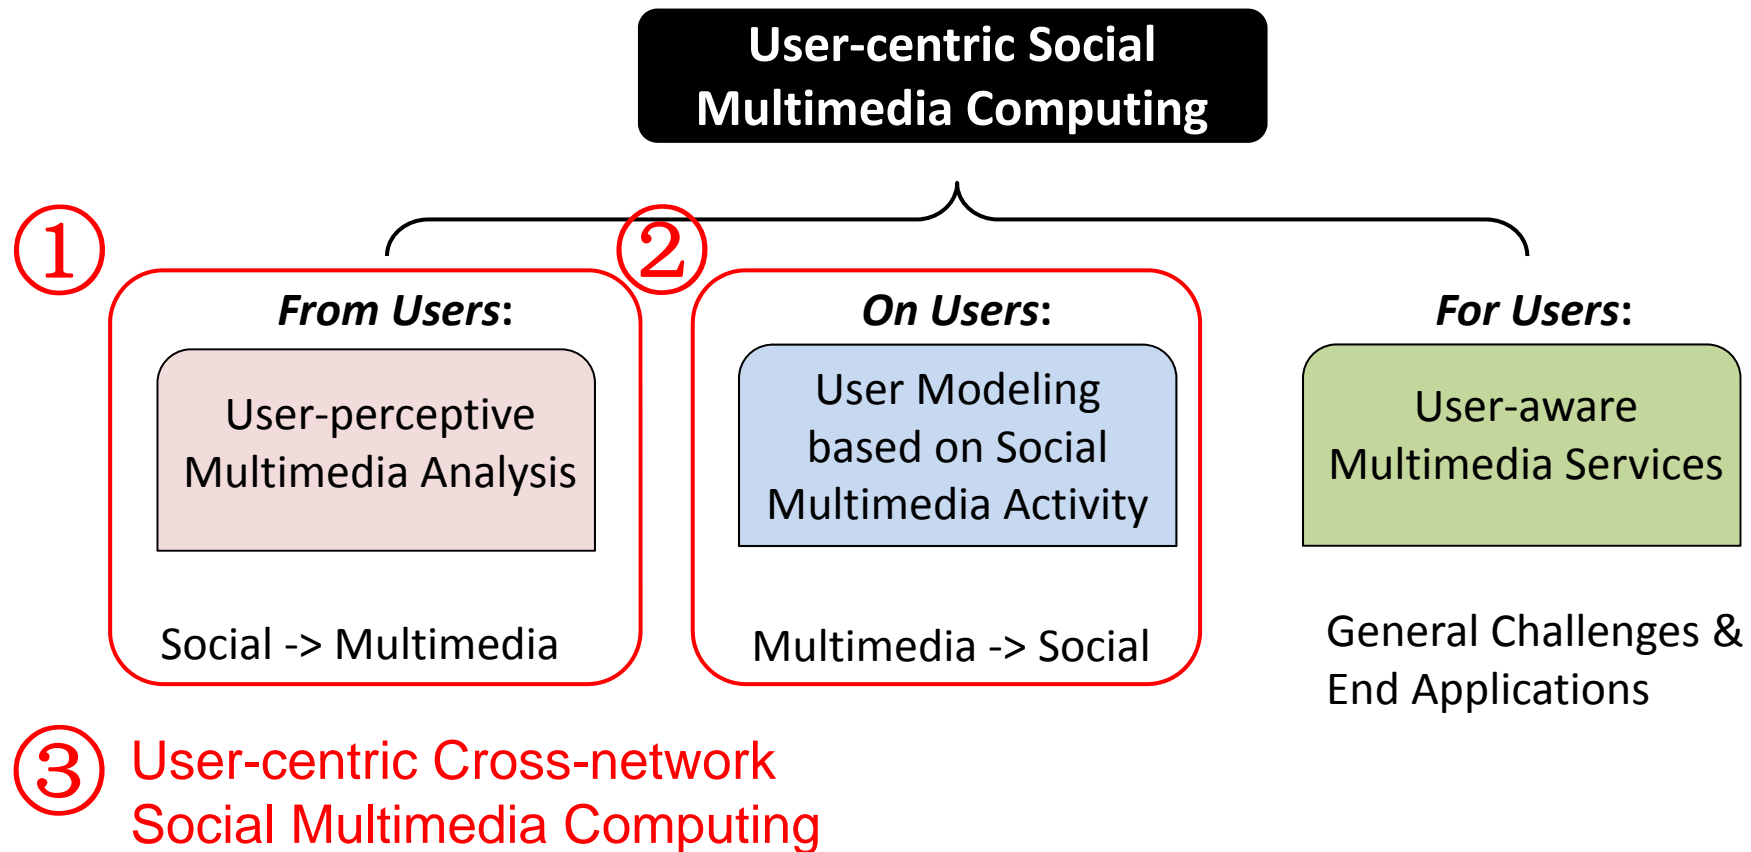 User-centric Social
Multimedia Computing
①
②
From Users:
User-perceptive
Multimedia Analysis
Social -> Multimedia
On Users:
User Modeling
based on Social
Multimedia Activity
Multimedia -> Social
For Users:
User-aware
Multimedia Services
General Challenges &
End Applications
③ User-centric Cross-network
Social Multimedia Computing